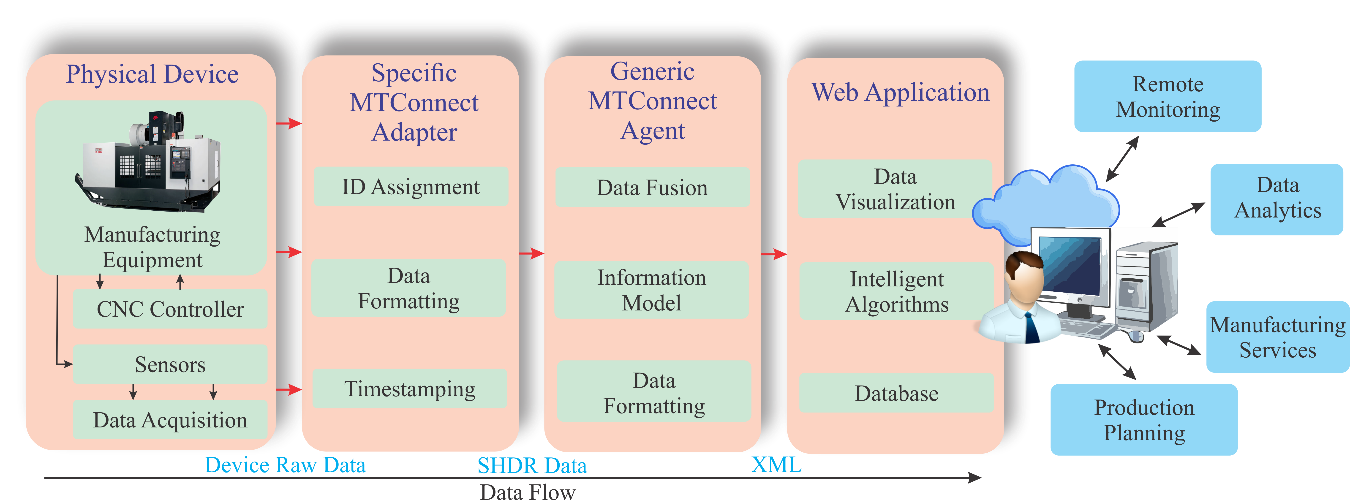 Physical Device
Manufacturing
Equipment
CNC Controller
Sensors
Data Acquisition
Specific
MTConnect
Adapter
ID Assignment
Data
Formatting
Timestamping
Generic
MTConnect
Agent
Data Fusion
Information
Model
Data
Formatting
Web Application
Data
Visualization
Intelligent
Algorithms
Database
Remote
Monitoring
Data
Analytics
Manufacturing
Services
Production
Planning
Device Raw Data
SHDR Data
XML
Data Flow